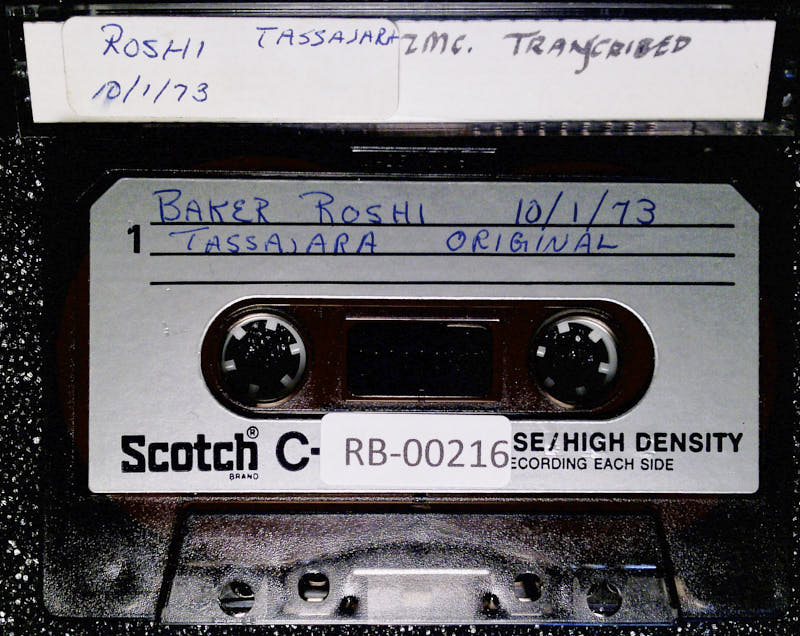 ROSHI TASSAJARA ZMC. TRANSCRIBED
10/1/73
BAKER ROSHI 10/1/73
1 TASSAJARA ORIGINAL
Scotch® C- SE/HIGH DENSITY
BRAND RB-00216 ECORDING EACH SIDE